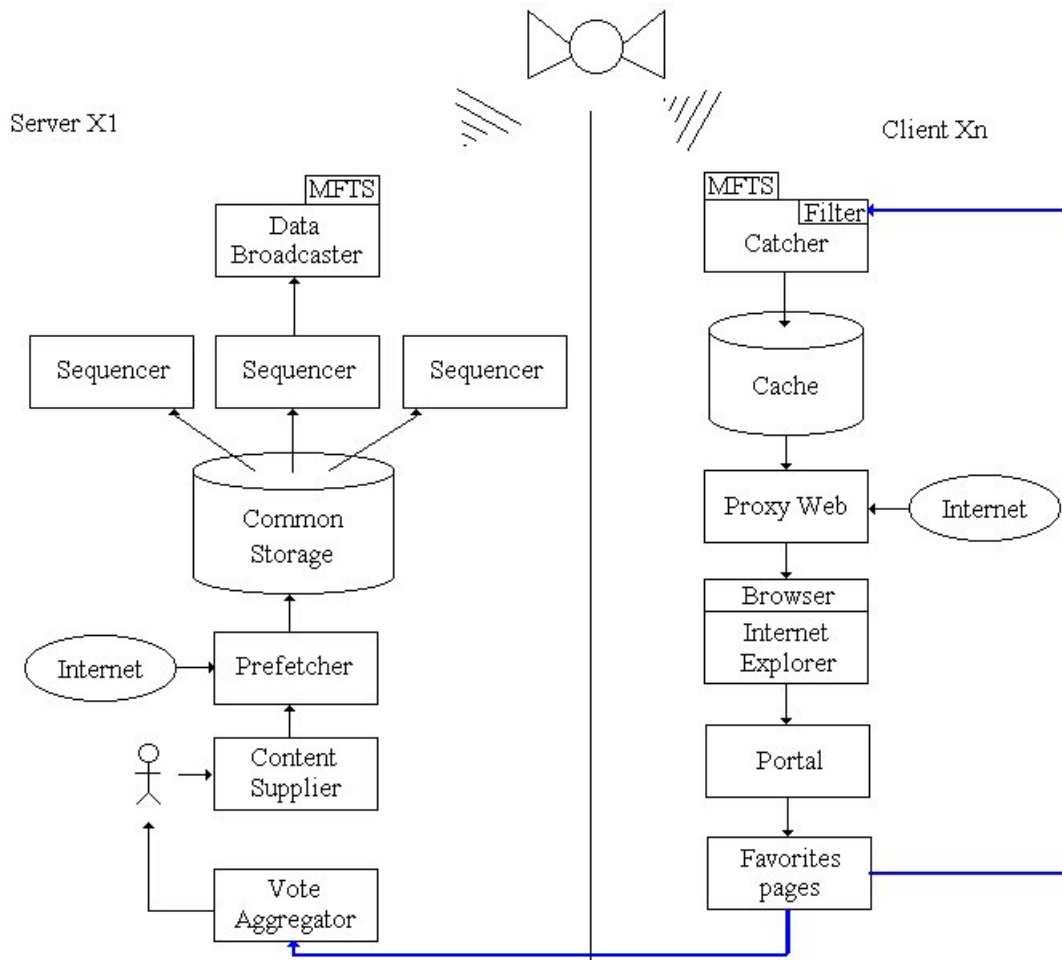 Server X1
Client Xn
MFTS
Data
Broadcaster
Sequencer
Sequencer
Sequencer
Common
Storage
Internet
Prefetcher
Content
Supplier
Vote
Aggregator
MFTS
Filter
Catcher
Cache
Proxy Web
Internet
Browser
Internet
Explorer
Portal
Favorites
pages